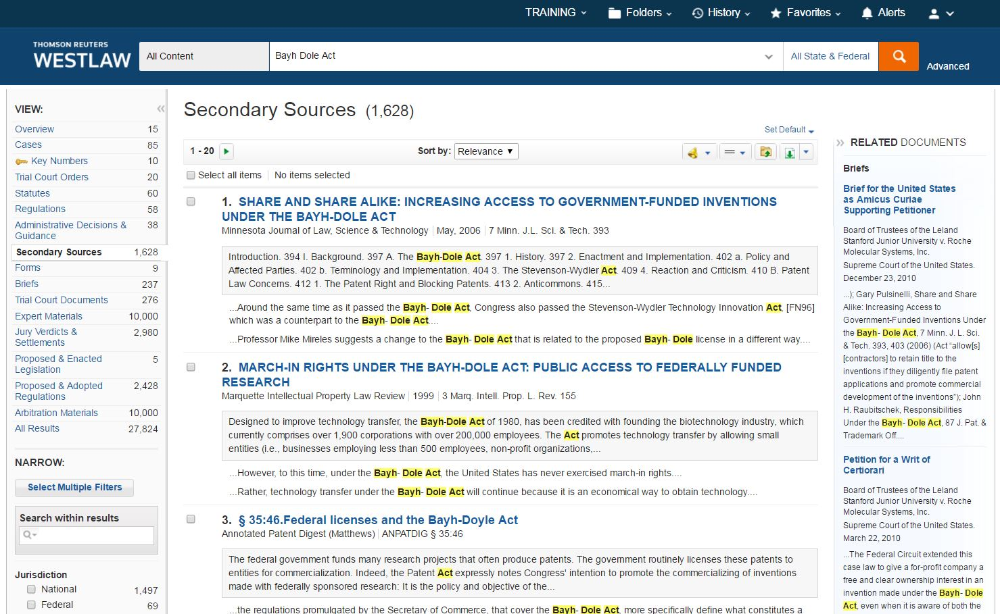 TRAINING Folders History Favorites Alerts
THOMSON REUTERS
WESTLAW
All Content
Bayh Dole Act
All State & Federal
Advanced
VIEW:
Overview 15
Cases 85
Key Numbers 10
Trial Court Orders 20
Statutes 60
Regulations 58
Administrative Decisions & 38
Guidance
Secondary Sources 1,628
Forms 9
Briefs 237
Trial Court Documents 276
Expert Materials 10,000
Jury Verdicts & 2,980
Settlements
Proposed & Enacted 5
Legislation
Proposed & Adopted 2,428
Regulations
Arbitration Materials 10,000
All Results 27,824
NARROW:
Select Multiple Filters
Search within results
Jurisdiction
National 1,497
Federal 69
Secondary Sources (1,628)
Set Default
1 - 20
Sort by: Relevance
Select all items No items selected
1. SHARE AND SHARE ALIKE: INCREASING ACCESS TO GOVERNMENT-FUNDED INVENTIONS
UNDER THE BAYH-DOLE ACT
Minnesota Journal of Law, Science & Technology May, 2006 7 Minn. J.L. Sci. & Tech. 393
Introduction. 394 I. Background. 397 A. The Bayh-Dole Act. 397 1. History. 397 2. Enactment and Implementation. 402 a. Policy and
Affected Parties. 402 b. Terminology and Implementation. 404 3. The Stevenson-Wydler Act. 409 4. Reaction and Criticism. 410 B. Patent
Law Concerns. 412 1. The Patent Right and Blocking Patents. 413 2. Anticommons. 415...
...Around the same time as it passed the Bayh- Dole Act, Congress also passed the Stevenson-Wydler Technology Innovation Act, [FN96]
which was a counterpart to the Bayh- Dole Act....
...Professor Mike Mireles suggests a change to the Bayh- Dole Act that is related to the proposed Bayh- Dole license in a different way....
2. MARCH-IN RIGHTS UNDER THE BAYH-DOLE ACT: PUBLIC ACCESS TO FEDERALLY FUNDED
RESEARCH
Marquette Intellectual Property Law Review 1999 3 Marq. Intell. Prop. L. Rev. 155
Designed to improve technology transfer, the Bayh-Dole Act of 1980, has been credited with founding the biotechnology industry, which
currently comprises over 1,900 corporations with over 200,000 employees. The Act promotes technology transfer by allowing small
entities (i.e., businesses employing less than 500 employees, non-profit organizations,...
...However, to this time, under the Bayh- Dole Act, the United States has never exercised march-in rights....
...Rather, technology transfer under the Bayh- Dole Act will continue because it is an economical way to obtain technology....
3. § 35:46.Federal licenses and the Bayh-Doyle Act
Annotated Patent Digest (Matthews) ANPATDIG § 35:46
The federal government funds many research projects that often produce patents. The government routinely licenses these patents to
entities for commercialization. Indeed, the Patent Act expressly notes Congress' intention to promote the commercializing of inventions
made with federally sponsored research: It is the policy and objective of the...
...the regulations promulgated by the Secretary of Commerce, that cover the Bayh- Dole Act, more specifically define what constitutes a
RELATED DOCUMENTS
Briefs
Brief for the United States
as Amicus Curiae
Supporting Petitioner
Board of Trustees of the Leland
Stanford Junior University v. Roche
Molecular Systems, Inc.
Supreme Court of the United States.
December 23, 2010
...); Gary Pulsinelli, Share and Share
Alike: Increasing Access to
Government-Funded Inventions Under
the Bayh- Dole Act, 7 Minn. J. L. Sci.
& Tech. 393, 403 (2006) (Act “allow[s]
[contractors] to retain title to the
inventions if they diligently file patent
applications and promote commercial
development of the inventions”); John
H. Raubitschek, Responsibilities
Under the Bayh- Dole Act, 87 J. Pat. &
Trademark Off....
Petition for a Writ of
Certiorari
Board of Trustees of the Leland
Stanford Junior University v. Roche
Molecular Systems, Inc.
Supreme Court of the United States.
March 22, 2010
...The Federal Circuit extended this
case law to give a for-profit company a
free and clear ownership interest in an
invention made under the Bayh- Dole
Act, even when it is aware of both the